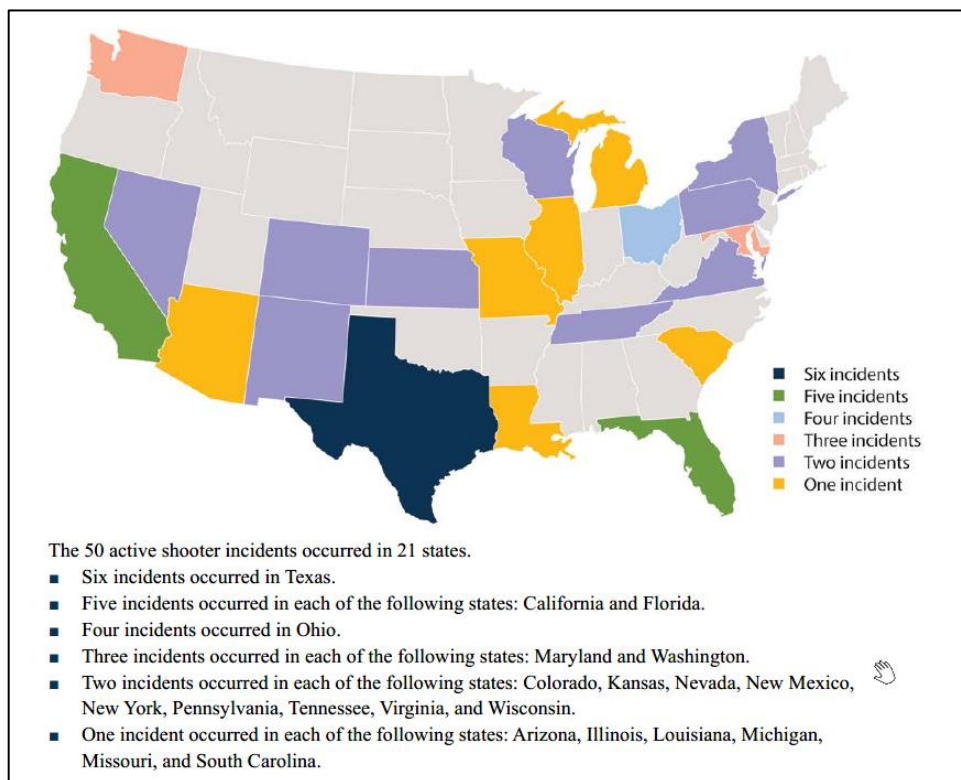 Six incidents
Five incidents
Four incidents
Three incidents
Two incidents
One incident
The 50 active shooter incidents occurred in 21 states.
■ Six incidents occurred in Texas.
■ Five incidents occurred in each of the following states: California and Florida.
■ Four incidents occurred in Ohio.
■ Three incidents occurred in each of the following states: Maryland and Washington.
■ Two incidents occurred in each of the following states: Colorado, Kansas, Nevada, New Mexico,
New York, Pennsylvania, Tennessee, Virginia, and Wisconsin.
■ One incident occurred in each of the following states: Arizona, Illinois, Louisiana, Michigan,
Missouri, and South Carolina.